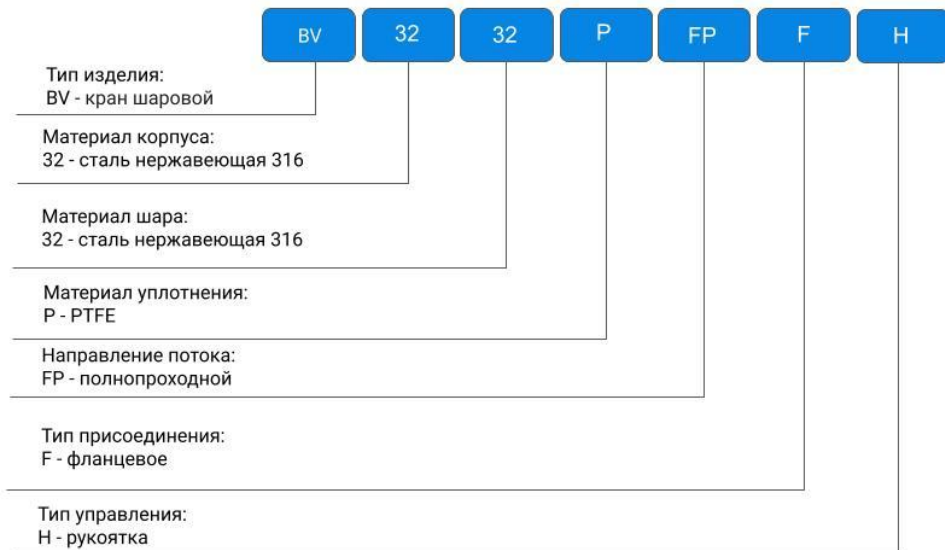 BV 32 32 P FP F H
Тип изделия:
BV - кран шаровой
Материал корпуса:
32 - сталь нержавеющая 316
Материал шара:
32 - сталь нержавеющая 316
Материал уплотнения:
P - PTFE
Направление потока:
FP - полнопроходной
Тип присоединения:
F - фланцевое
Тип управления:
H - рукоятка